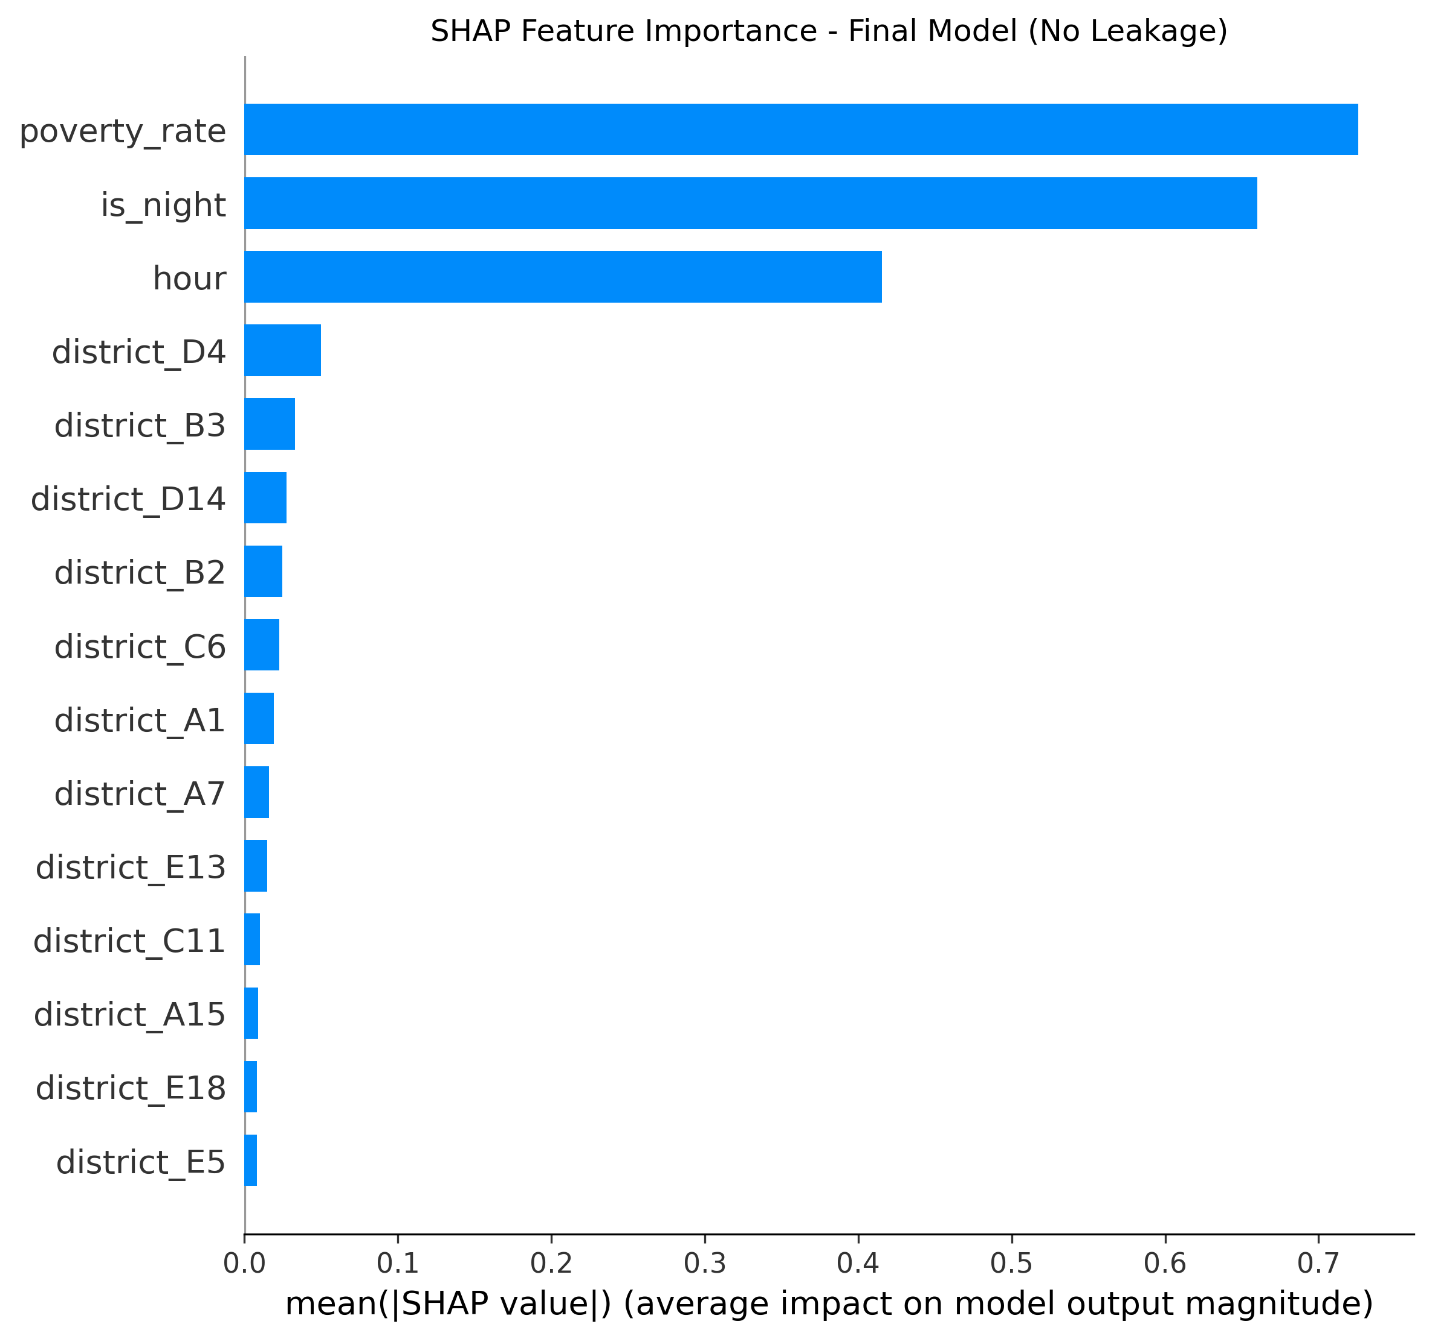 SHAP Feature Importance - Final Model (No Leakage)
poverty_rate
is_night
hour
district_D4
district_B3
district_D14
district_B2
district_C6
district_A1
district_A7
district_E13
district_C11
district_A15
district_E18
district_E5
0.0 0.1 0.2 0.3 0.4 0.5 0.6 0.7
mean(|SHAP value|) (average impact on model output magnitude)